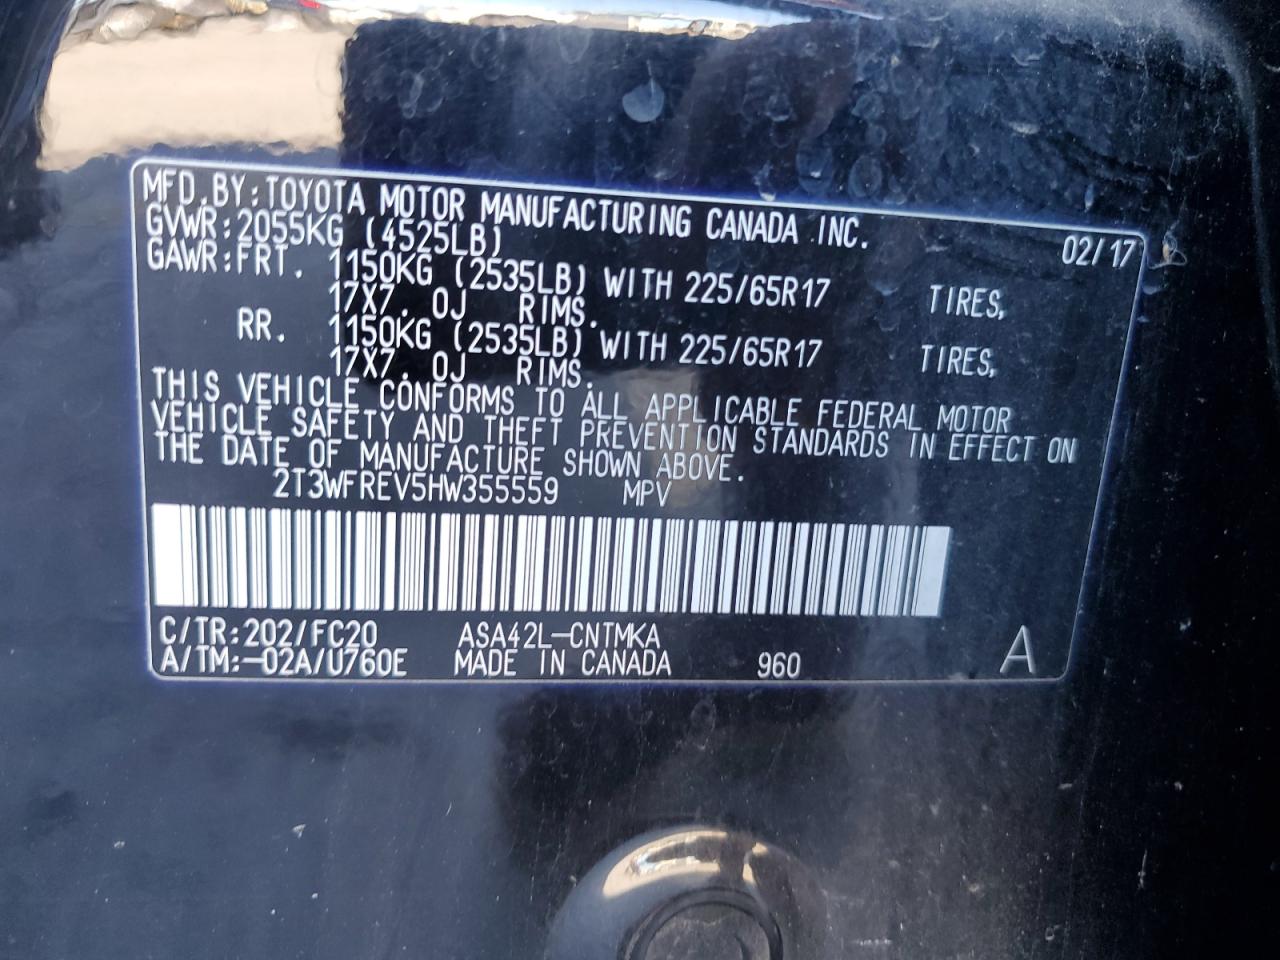 MFD.BY:TOYOTA MOTOR MANUFACTURING CANADA INC. 02/17
GVWR:2055KG (4525LB)
GAWR:FRT. 1150KG (2535LB) WITH 225/65R17 TIRES,
17X7.0J RIMS.
RR. 1150KG (2535LB) WITH 225/65R17 TIRES,
17X7.0J RIMS.
THIS VEHICLE CONFORMS TO ALL APPLICABLE FEDERAL MOTOR
VEHICLE SAFETY AND THEFT PREVENTION STANDARDS IN EFFECT ON
THE DATE OF MANUFACTURE SHOWN ABOVE.
2T3WFREV5HW355559 MPV
C/TR:202/FC20 ASA42L-CNTMKA
A/TM:-02A/U760E MADE IN CANADA 960 A